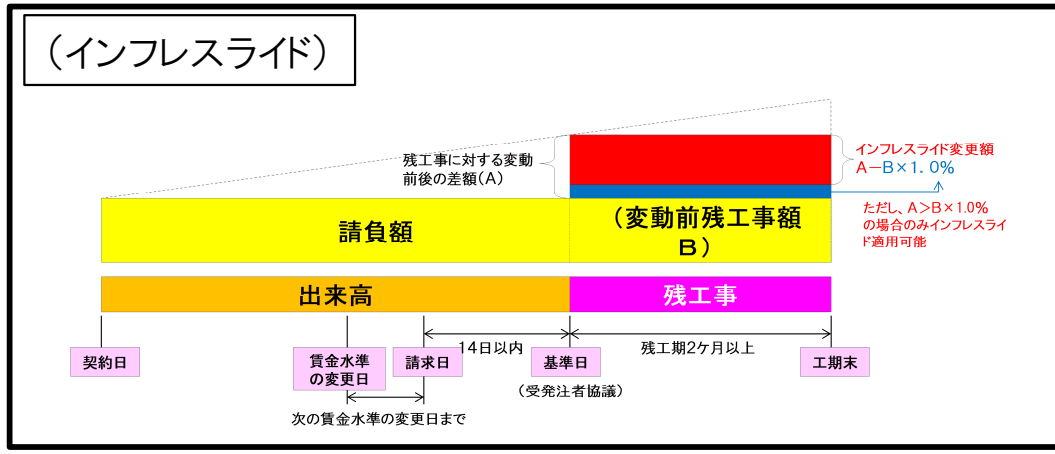 （インフレスライド）
残工事に対する変動
前後の差額（A）
インフレスライド変更額
A－B×1．0％
ただし、A＞B×1.0％
の場合のみインフレスライ
ド適用可能
請負額
（変動前残工事額
B）
出来高
残工事
14日以内
残工期2ケ月以上
契約日
賃金水準
の変更日
請求日
基準日
工期末
（受発注者協議）
次の賃金水準の変更日まで